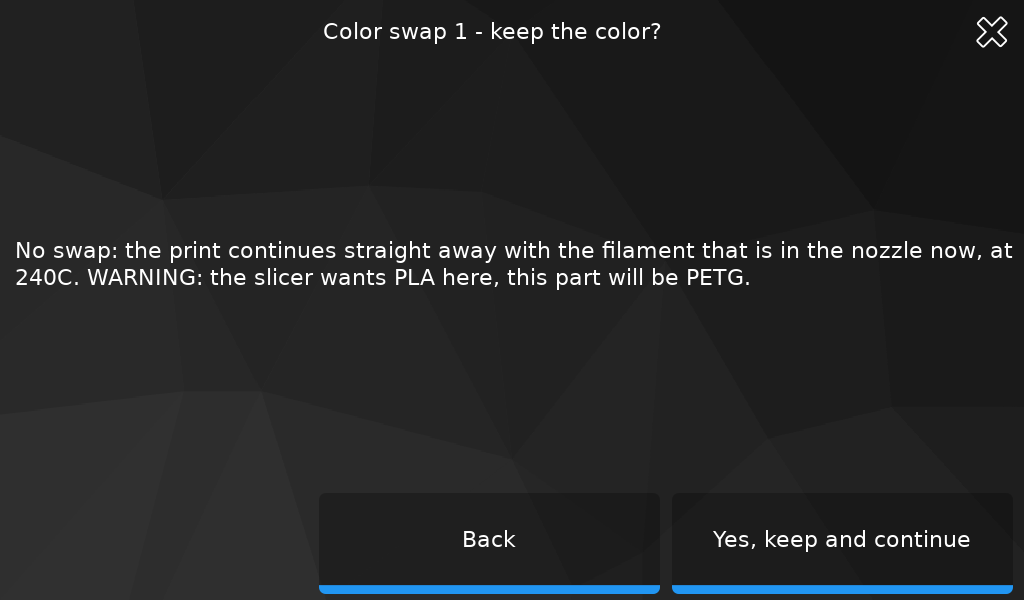 Color swap 1 - keep the color?
No swap: the print continues straight away with the filament that is in the nozzle now, at
240C. WARNING: the slicer wants PLA here, this part will be PETG.
Back
Yes, keep and continue